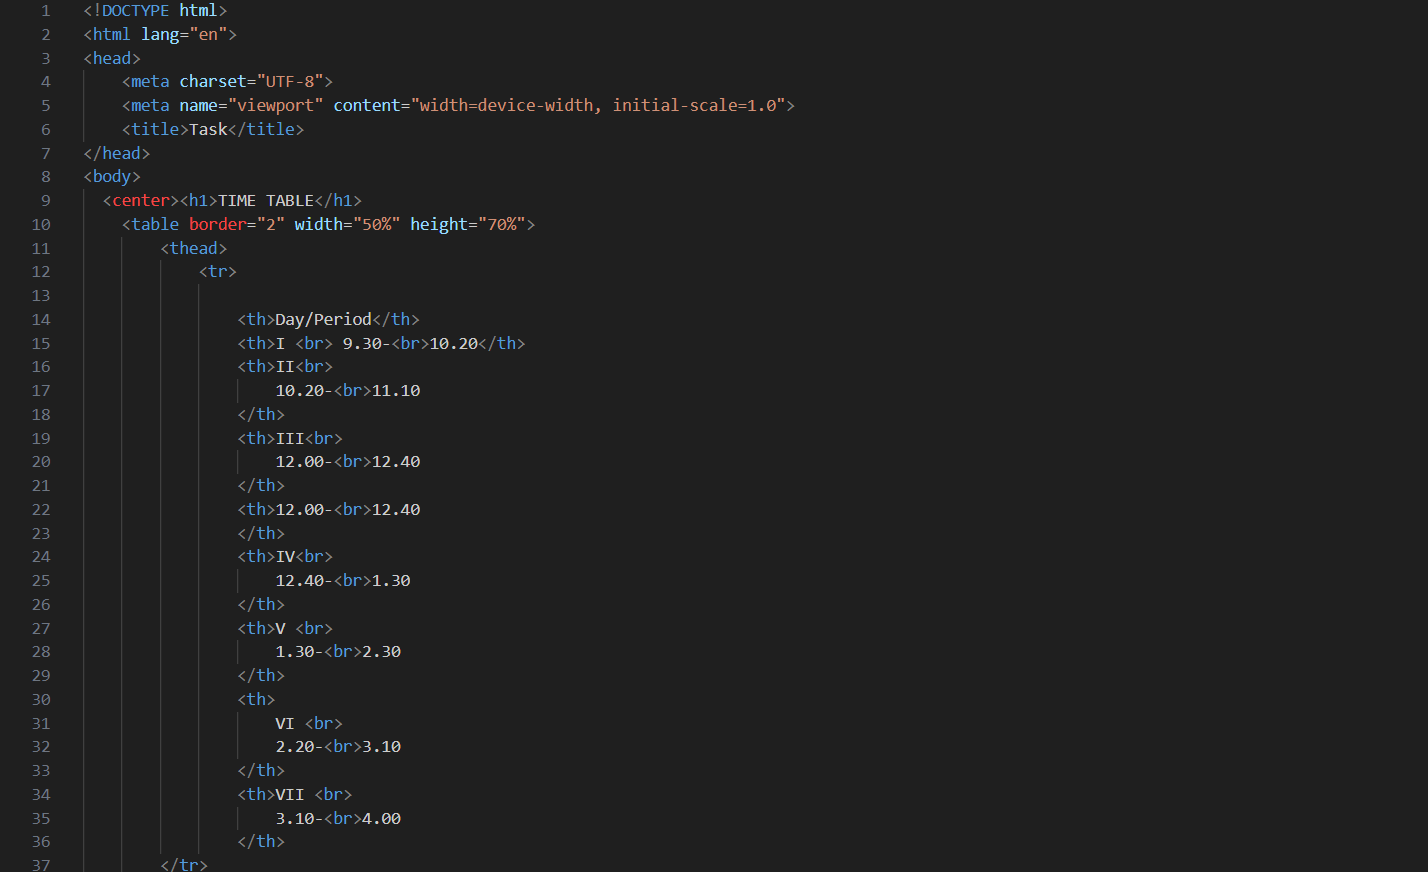 1 <!DOCTYPE html>
2 <html lang="en">
3 <head>
4 <meta charset="UTF-8">
5 <meta name="viewport" content="width=device-width, initial-scale=1.0">
6 <title>Task</title>
7 </head>
8 <body>
9 <center><h1>TIME TABLE</h1>
10 <table border="2" width="50%" height="70%">
11 <thead>
12 <tr>
13
14 <th>Day/Period</th>
15 <th>I <br> 9.30-<br>10.20</th>
16 <th>II<br>
17 10.20-<br>11.10
18 </th>
19 <th>III<br>
20 12.00-<br>12.40
21 </th>
22 <th>12.00-<br>12.40
23 </th>
24 <th>IV<br>
25 12.40-<br>1.30
26 </th>
27 <th>V <br>
28 1.30-<br>2.30
29 </th>
30 <th>
31 VI <br>
32 2.20-<br>3.10
33 </th>
34 <th>VII <br>
35 3.10-<br>4.00
36 </th>
37 </tr>